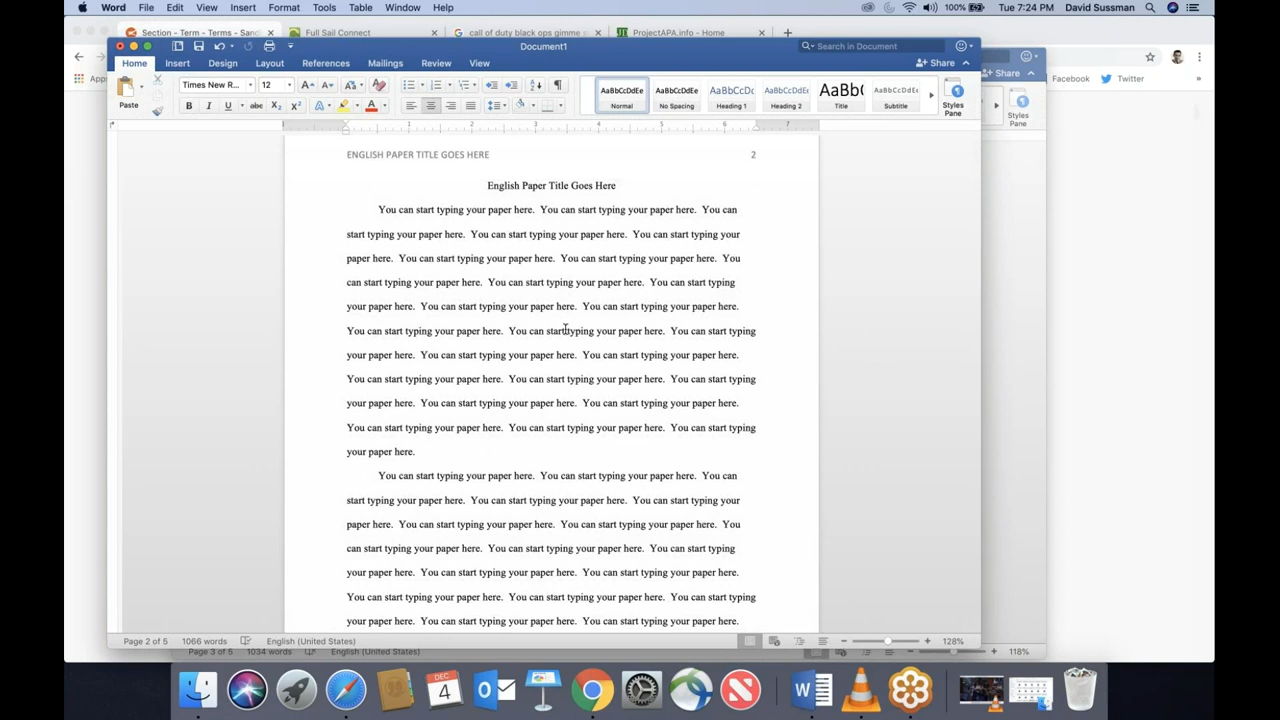 Word File Edit View Insert Format Tools Table Window Help 100% Tue 7:24 PM David Sussman
Section - Term - Terms - San Full Sail Connect call of duty black ops gimme s ProjectAPA.info - Home
Document1 Search in Document
Home Insert Design Layout References Mailings Review View Share
Share
Apps Facebook Twitter
Times New R... 12
Paste
AaBbCcDdEe AaBbCcDdEe AaBbCcDc AaBbCcDdEe AaBbC AaBbCcDdEe
Normal No Spacing Heading 1 Heading 2 Title Subtitle
Styles Pane
Styles Pane
1 2 3 4 5 6 7
ENGLISH PAPER TITLE GOES HERE 2
English Paper Title Goes Here
You can start typing your paper here. You can start typing your paper here. You can
start typing your paper here. You can start typing your paper here. You can start typing your
paper here. You can start typing your paper here. You can start typing your paper here. You
can start typing your paper here. You can start typing your paper here. You can start typing
your paper here. You can start typing your paper here. You can start typing your paper here.
You can start typing your paper here. You can start typing your paper here. You can start typing
your paper here. You can start typing your paper here. You can start typing your paper here.
You can start typing your paper here. You can start typing your paper here. You can start typing
your paper here. You can start typing your paper here. You can start typing your paper here.
You can start typing your paper here. You can start typing your paper here. You can start typing
your paper here.
You can start typing your paper here. You can start typing your paper here. You can
start typing your paper here. You can start typing your paper here. You can start typing your
paper here. You can start typing your paper here. You can start typing your paper here. You
can start typing your paper here. You can start typing your paper here. You can start typing
your paper here. You can start typing your paper here. You can start typing your paper here.
You can start typing your paper here. You can start typing your paper here. You can start typing
your paper here. You can start typing your paper here. You can start typing your paper here.
Page 2 of 5 1066 words English (United States) 128%
Page 3 of 5 1034 words English (United States) 118%
DEC
4